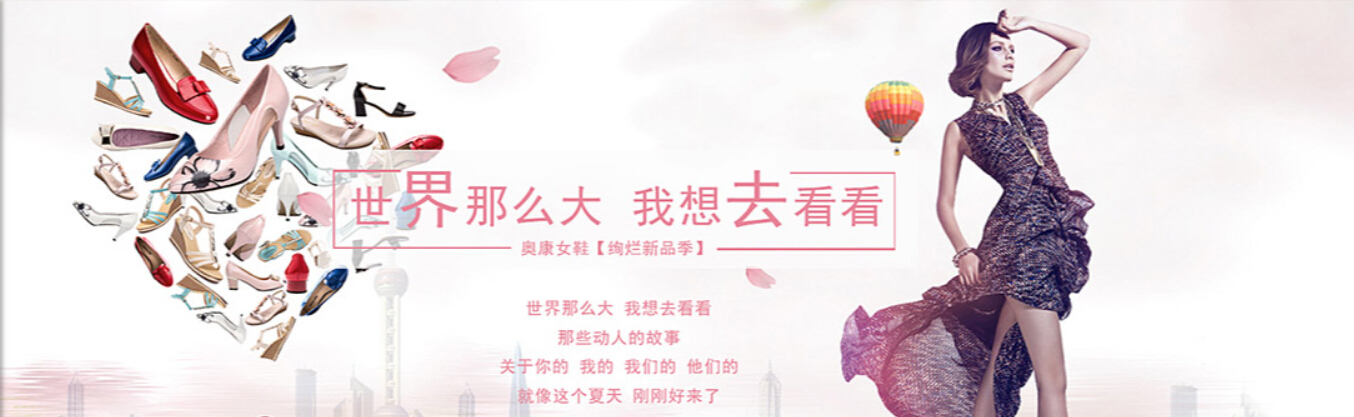 世界那么大 我想去看看
奥康女鞋【绚烂新品季】
世界那么大 我想去看看
那些动人的故事
关于你的 我的 我们的 他们的
就像这个夏天 刚刚好来了